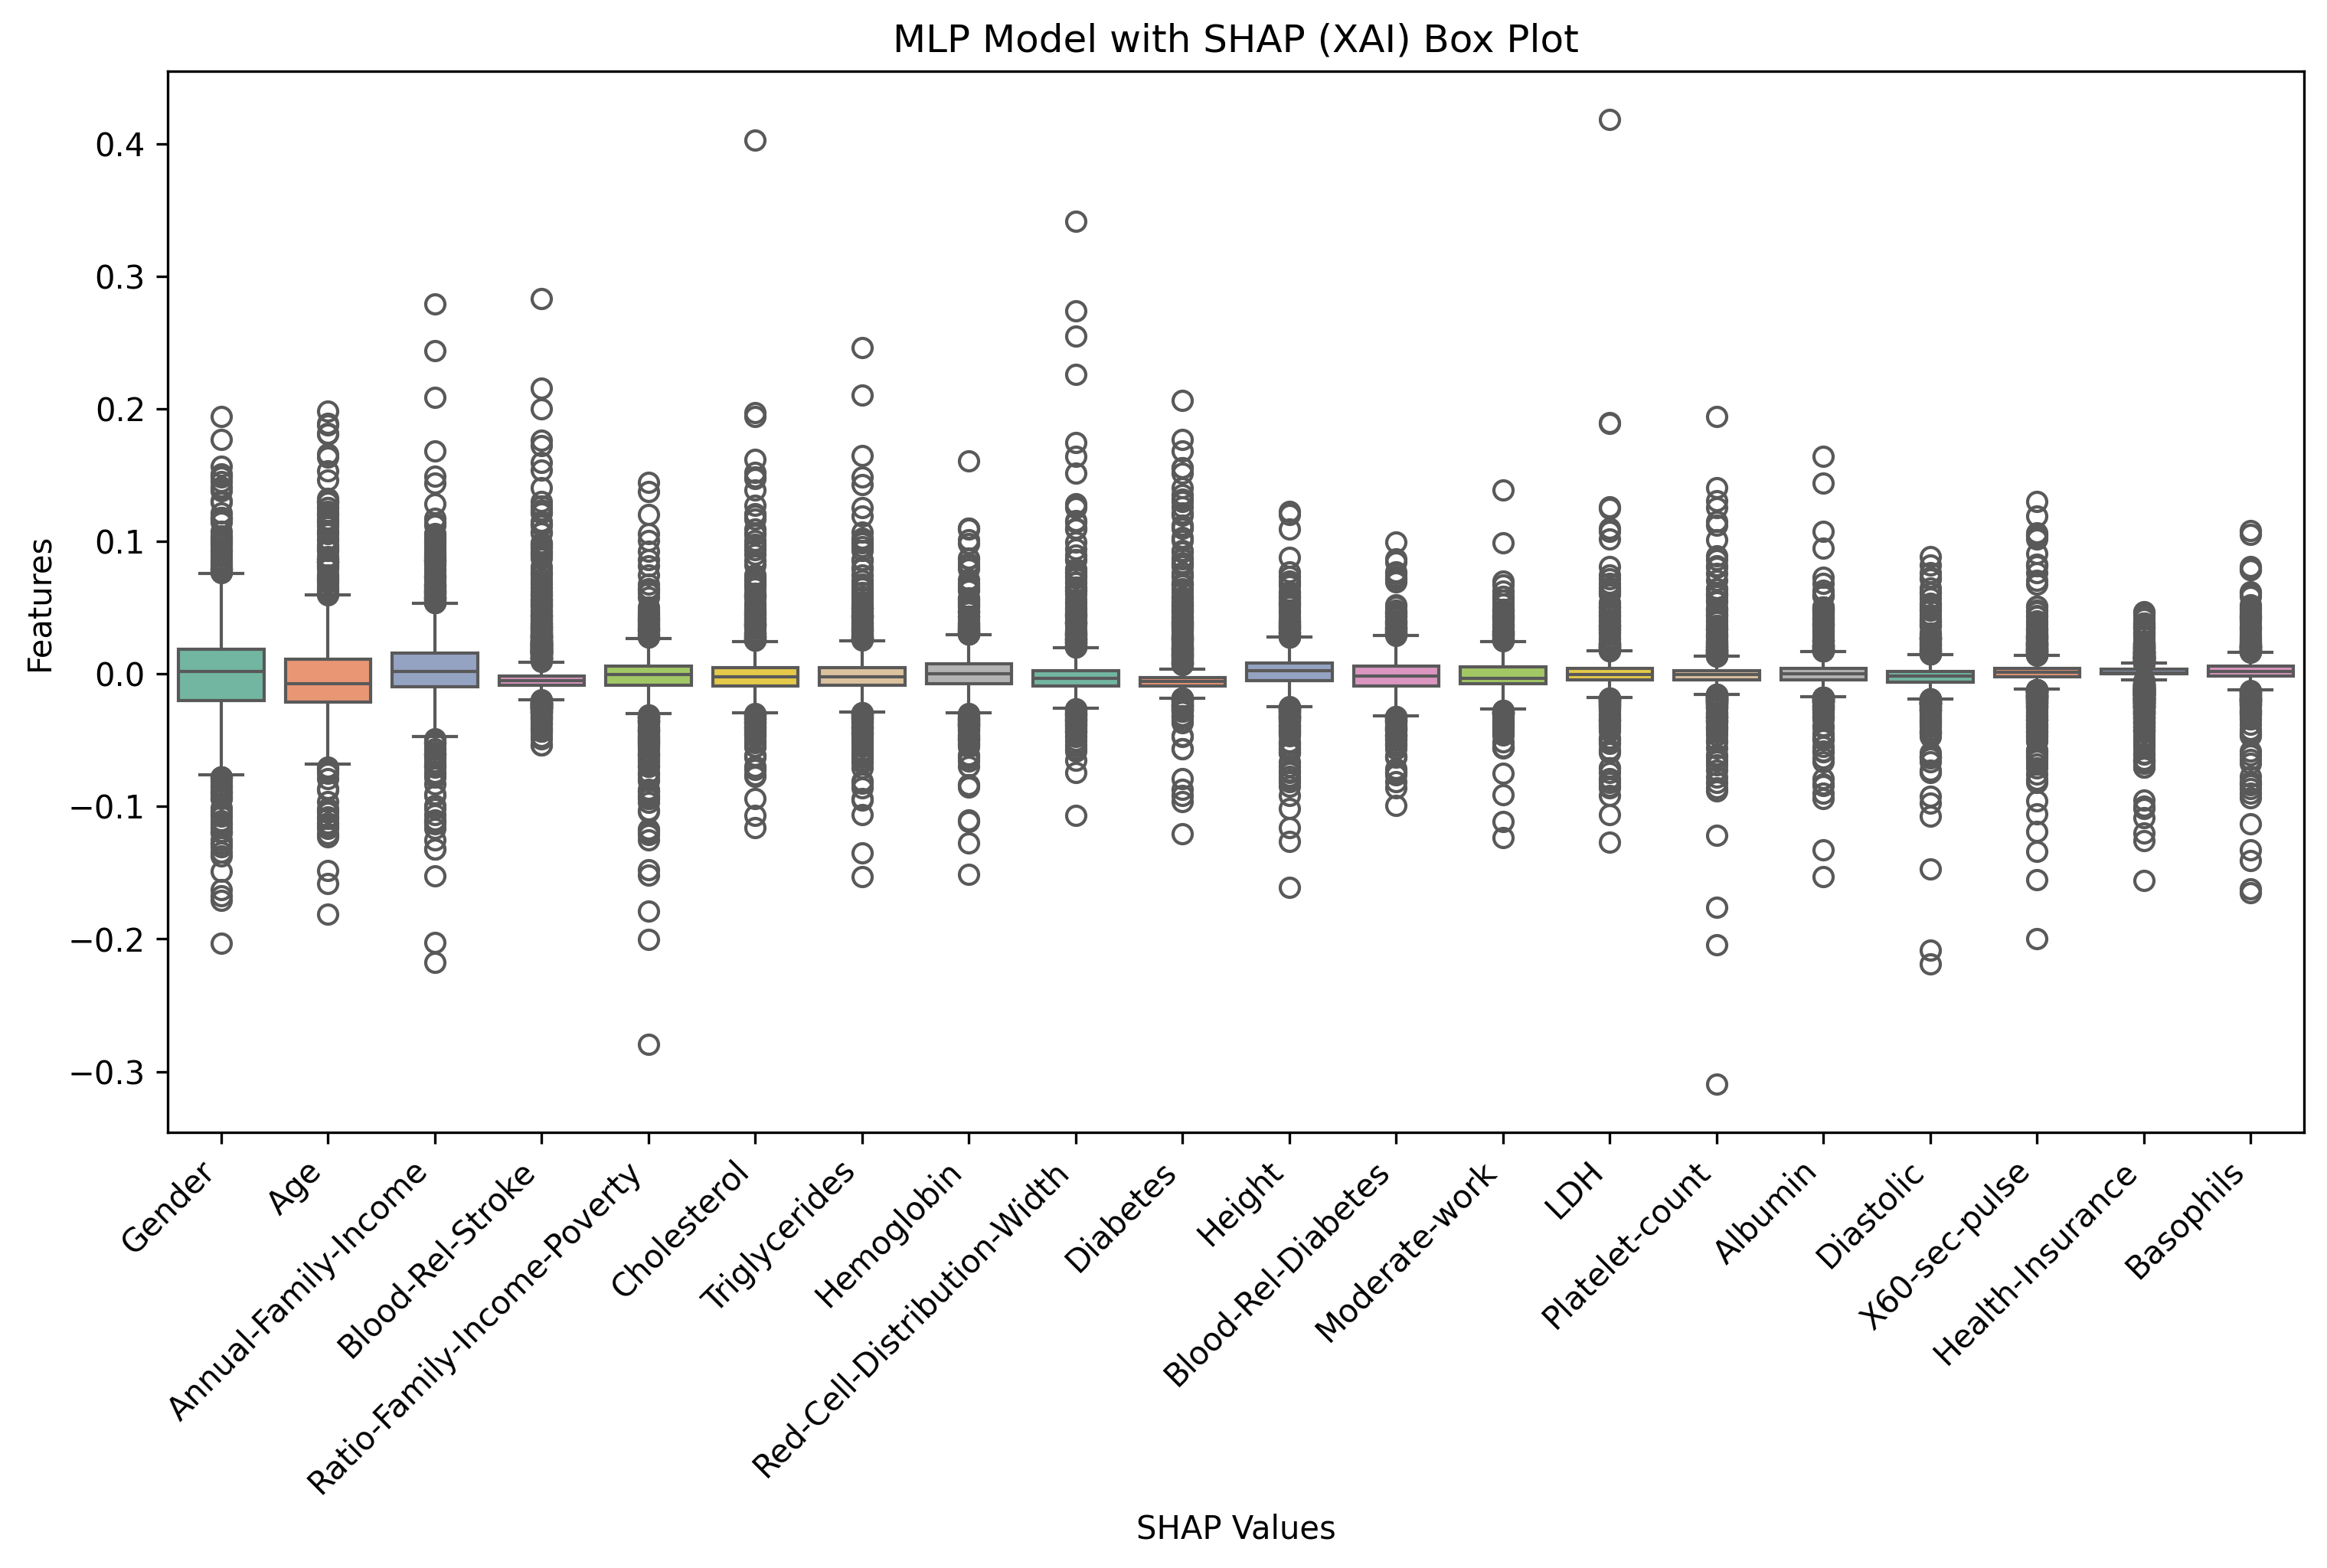 MLP Model with SHAP (XAI) Box Plot
Features
0.4
0.3
0.2
0.1
0.0
−0.1
−0.2
−0.3
Gender
Age
Annual-Family-Income
Blood-Rel-Stroke
Ratio-Family-Income-Poverty
Cholesterol
Triglycerides
Hemoglobin
Red-Cell-Distribution-Width
Diabetes
Height
Blood-Rel-Diabetes
Moderate-work
LDH
Platelet-count
Albumin
Diastolic
X60-sec-pulse
Health-Insurance
Basophils
SHAP Values